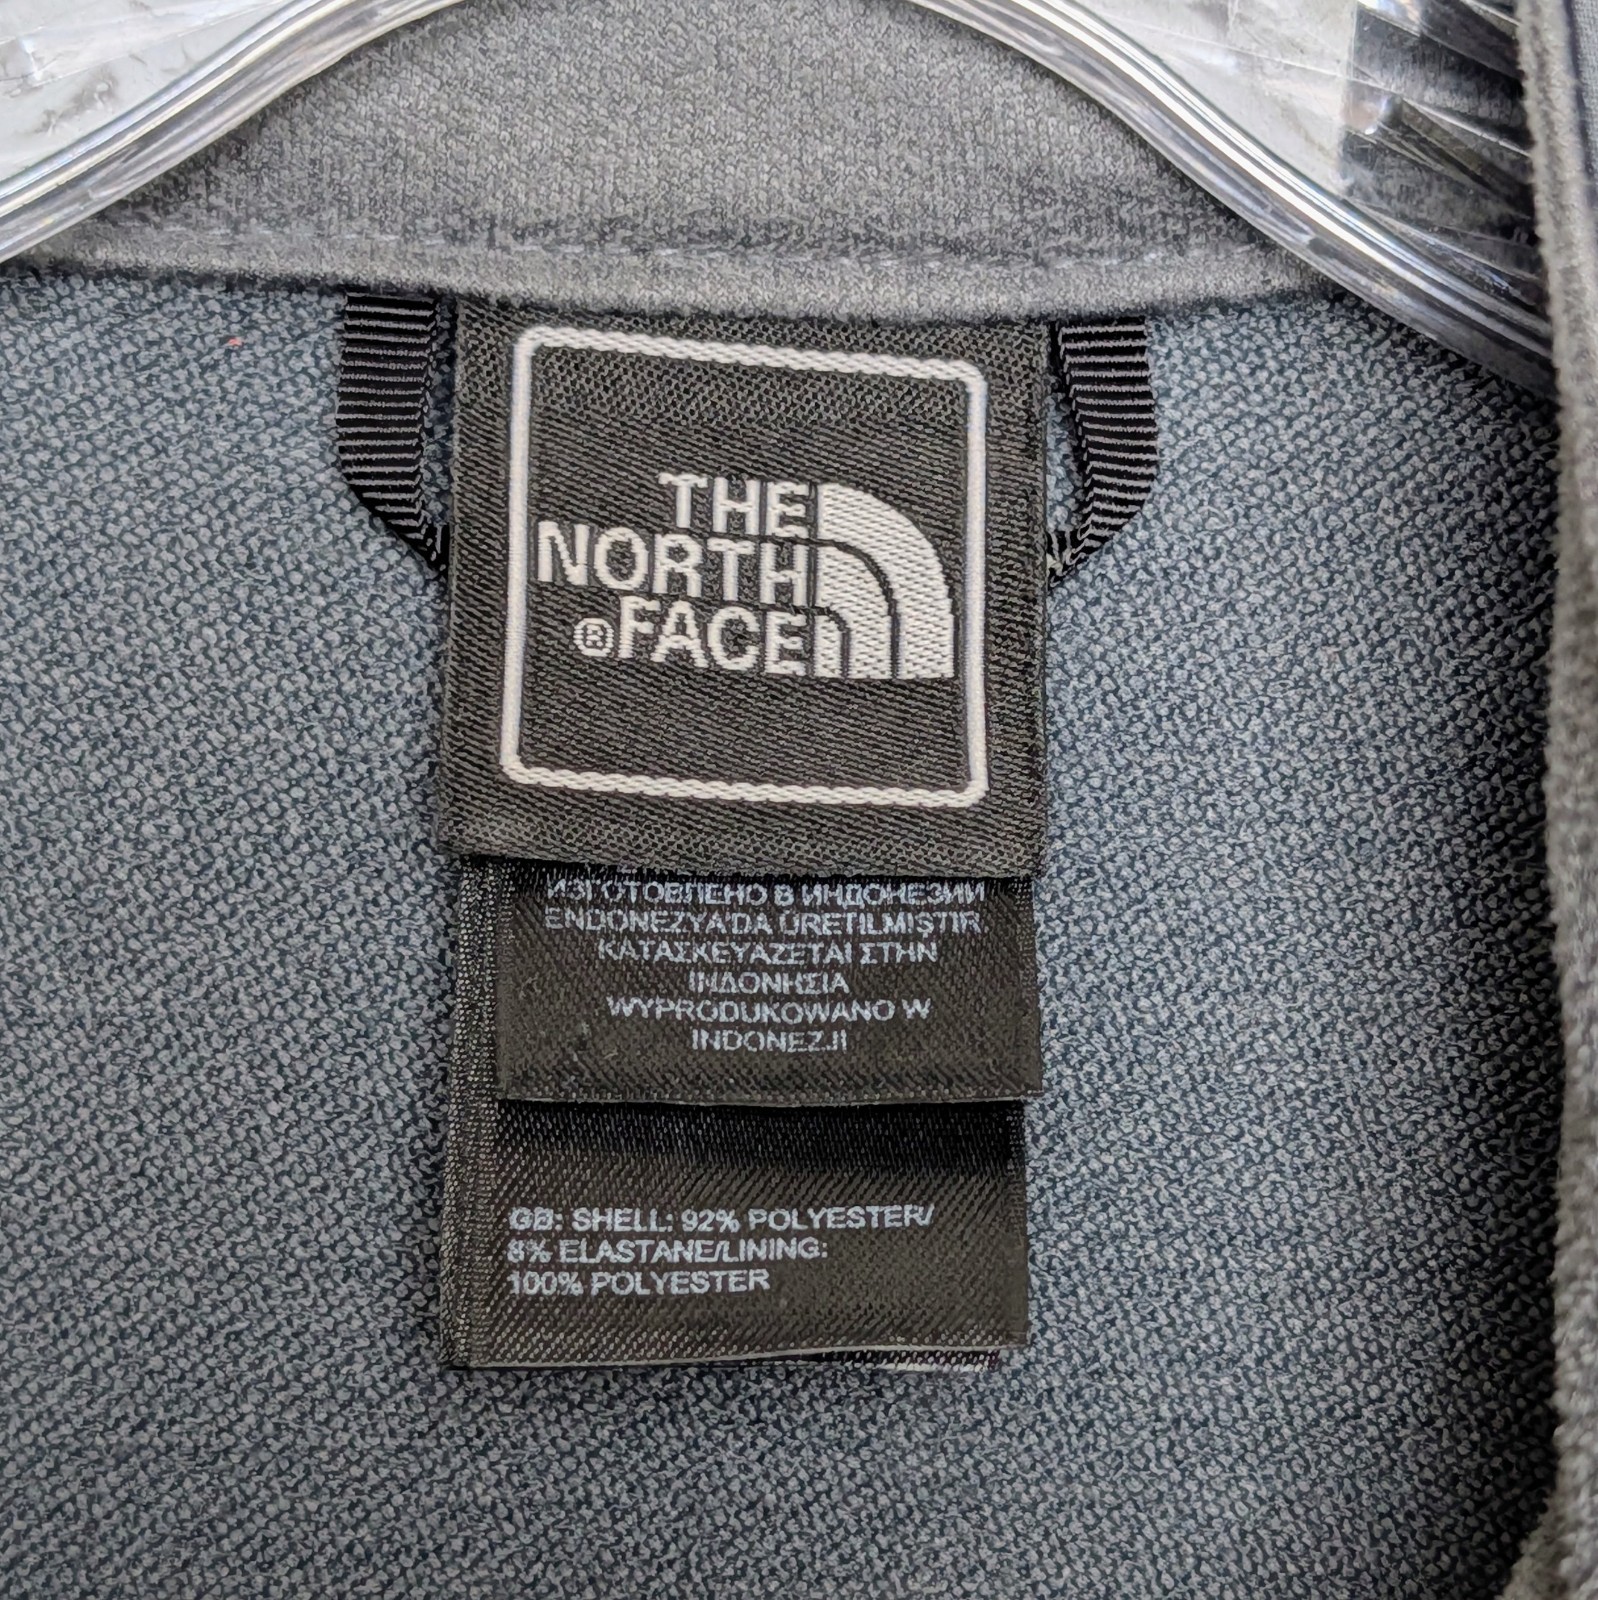 THE
NORTH
®FACE
ИЗГОТОВЛЕНО В ИНДОНЕЗИИ
ENDONEZYA'DA ÜRETILMIŞTIR
ΚΑΤΑΣΚΕΥΑΖΕΤΑΙ ΣΤΗΝ
ΙΝΔΟΝΗΣΙΑ
WYPRODUKOWANO W
INDONEZJI
GB: SHELL: 92% POLYESTER/
8% ELASTANE/LINING:
100% POLYESTER